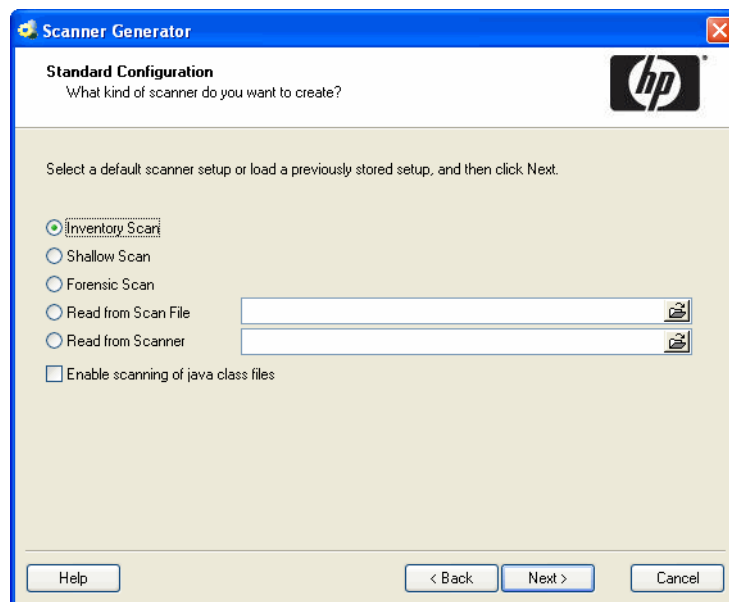 Scanner Generator
Standard Configuration
What kind of scanner do you want to create?
hp
Select a default scanner setup or load a previously stored setup, and then click Next.
Inventory Scan
Shallow Scan
Forensic Scan
Read from Scan File
Read from Scanner
Enable scanning of java class files
Help
< Back
Next >
Cancel